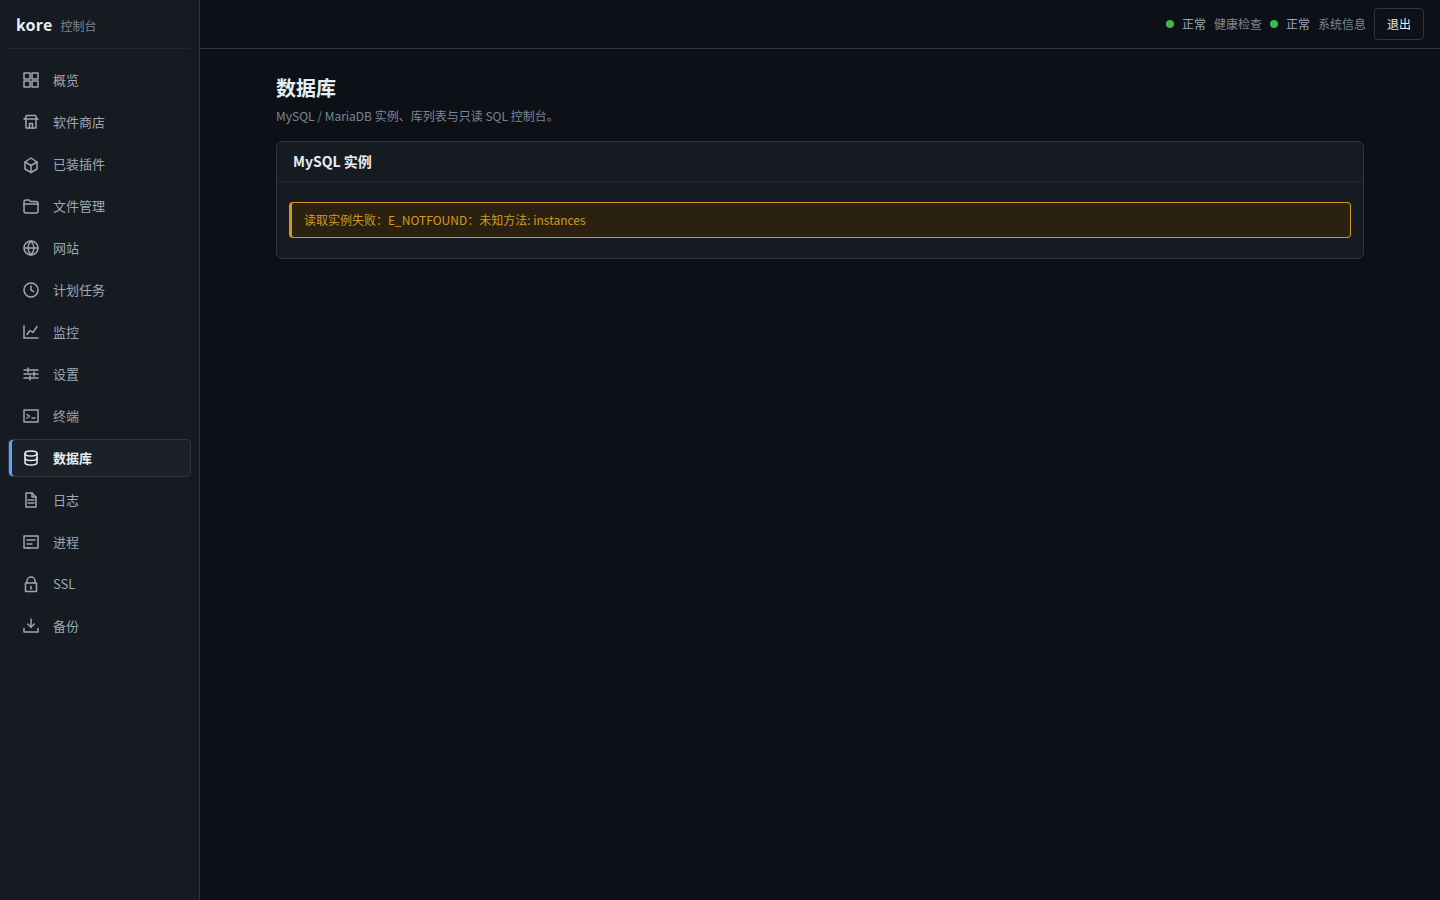 kore 控制台
正常 健康检查 正常 系统信息 退出
概览
软件商店
已装插件
文件管理
网站
计划任务
监控
设置
终端
数据库
日志
进程
SSL
备份
数据库
MySQL / MariaDB 实例、库列表与只读 SQL 控制台。
MySQL 实例
读取实例失败：E_NOTFOUND：未知方法: instances